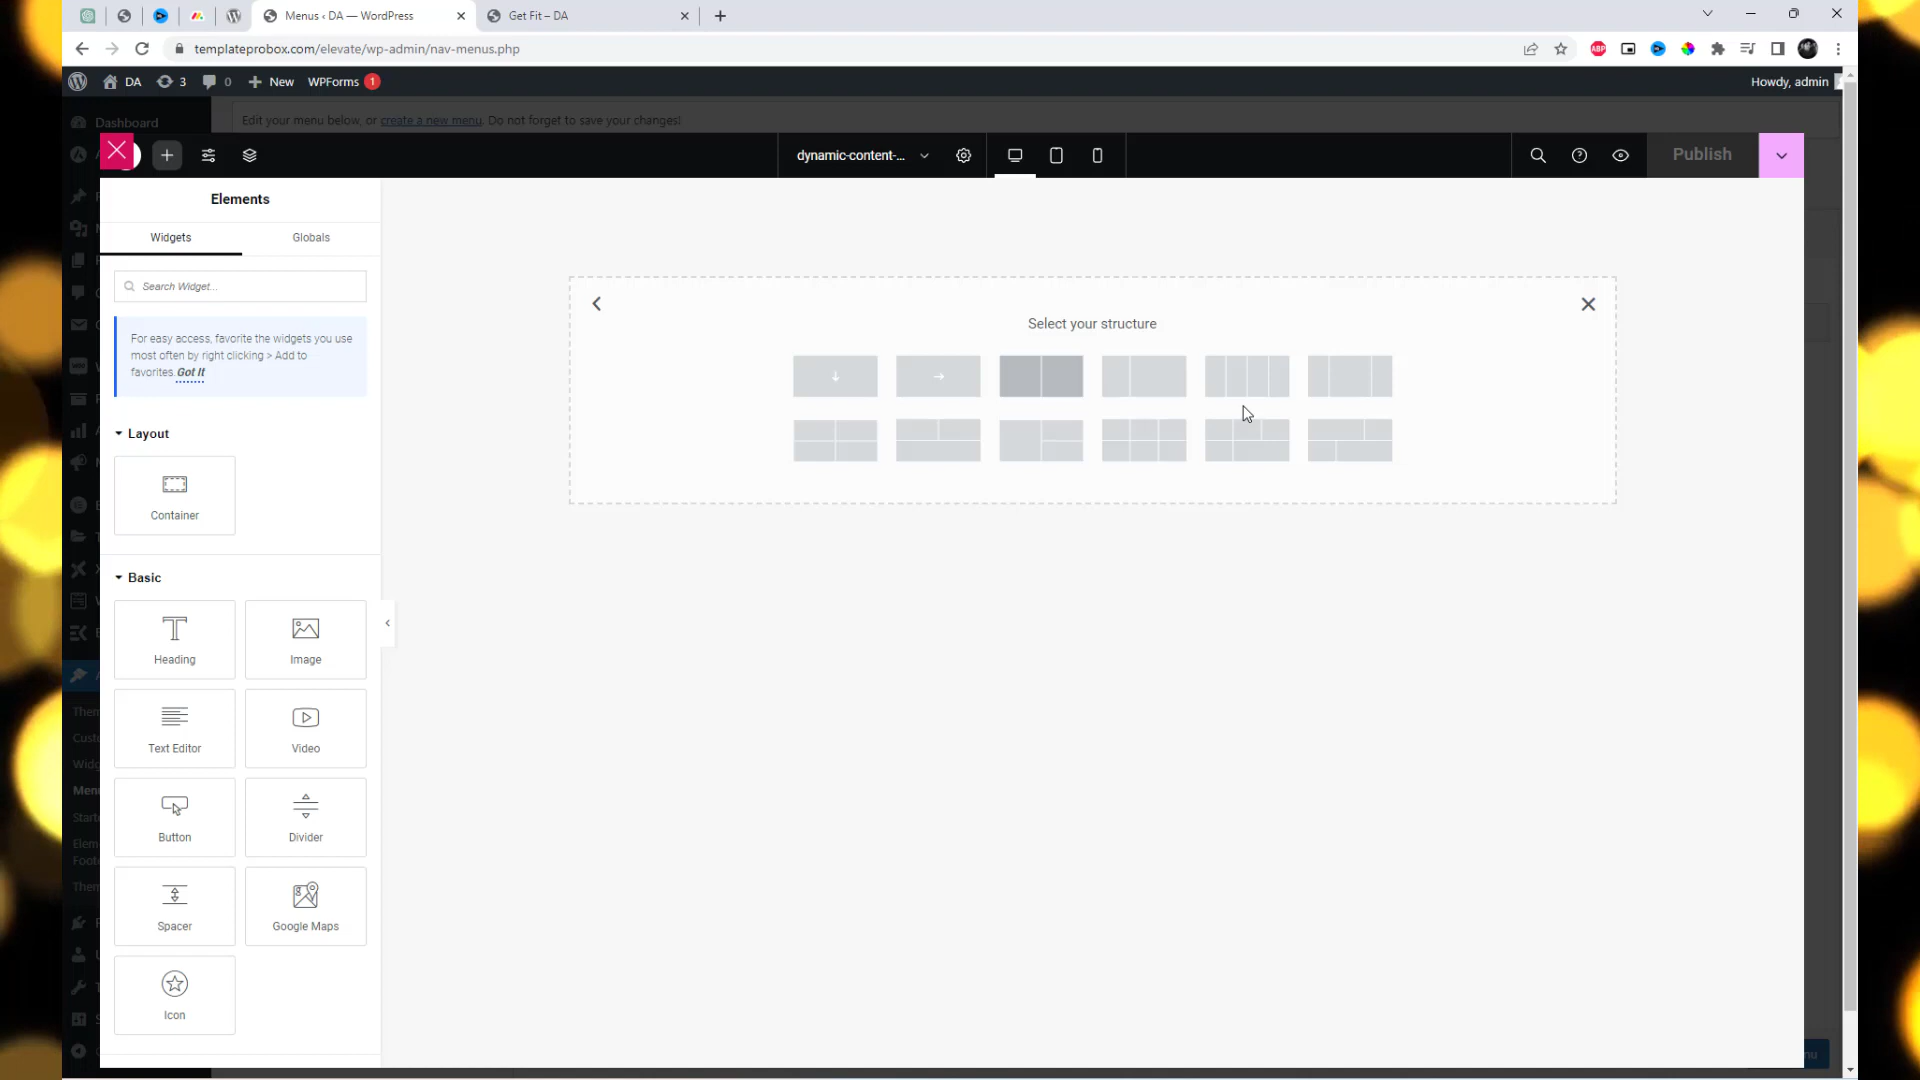 Menus ‹ DA — WordPress
Get Fit – DA
templateprobox.com/elevate/wp-admin/nav-menus.php
ABP
DA
3
0
New
WPForms
1
Howdy, admin
Dashboard
Edit your menu below, or create a new menu. Do not forget to save your changes!
dynamic-content-...
Publish
Elements
Widgets
Globals
Search Widget...
For easy access, favorite the widgets you use
most often by right clicking > Add to
favorites. Got It
Select your structure
Layout
Container
Basic
Heading
Image
Text Editor
Video
Button
Divider
Spacer
Google Maps
Icon